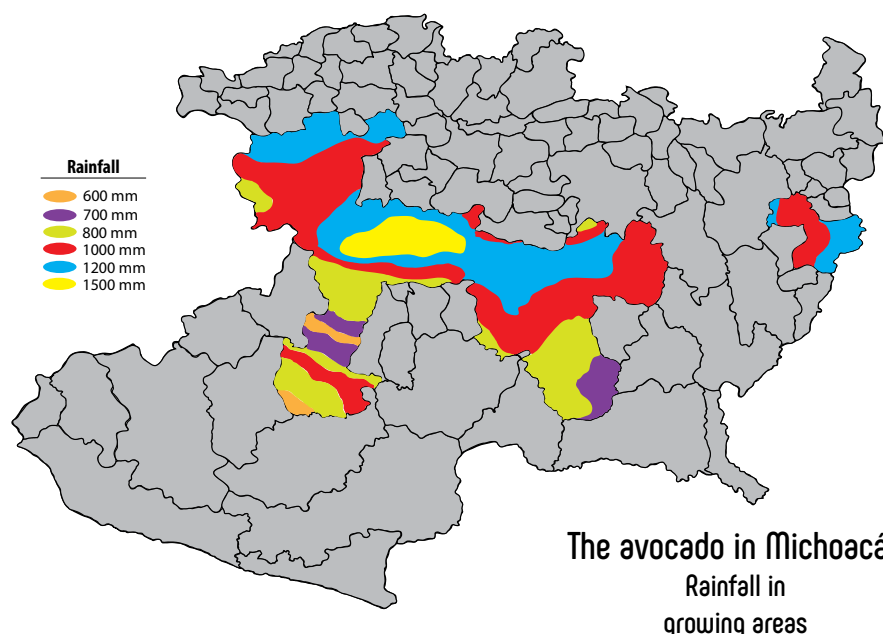 Rainfall
600 mm
700 mm
800 mm
1000 mm
1200 mm
1500 mm
The avocado in Michoacá
Rainfall in
growing areas